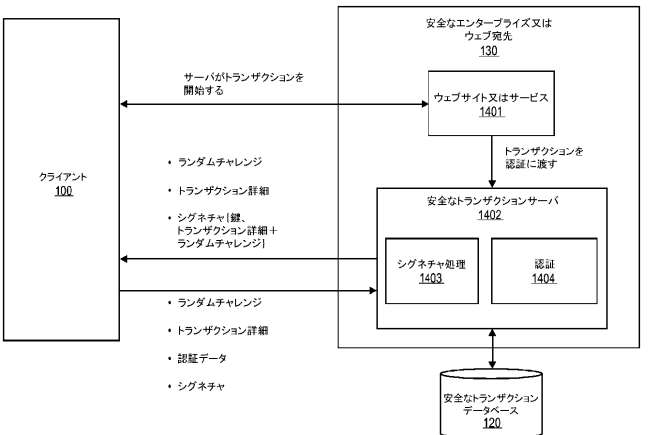 安全なエンタープライズ又は
ウェブ宛先
130
サーバがトランザクションを
開始する
ウェブサイト又はサービス
1401
トランザクションを
認証に渡す
クライアント
100
・ ランダムチャレンジ
・ トランザクション詳細
・ シグネチャ[鍵、
トランザクション詳細＋
ランダムチャレンジ]
安全なトランザクションサーバ
1402
シグネチャ処理
1403
認証
1404
・ ランダムチャレンジ
・ トランザクション詳細
・ 認証データ
・ シグネチャ
安全なトランザクション
データベース
120